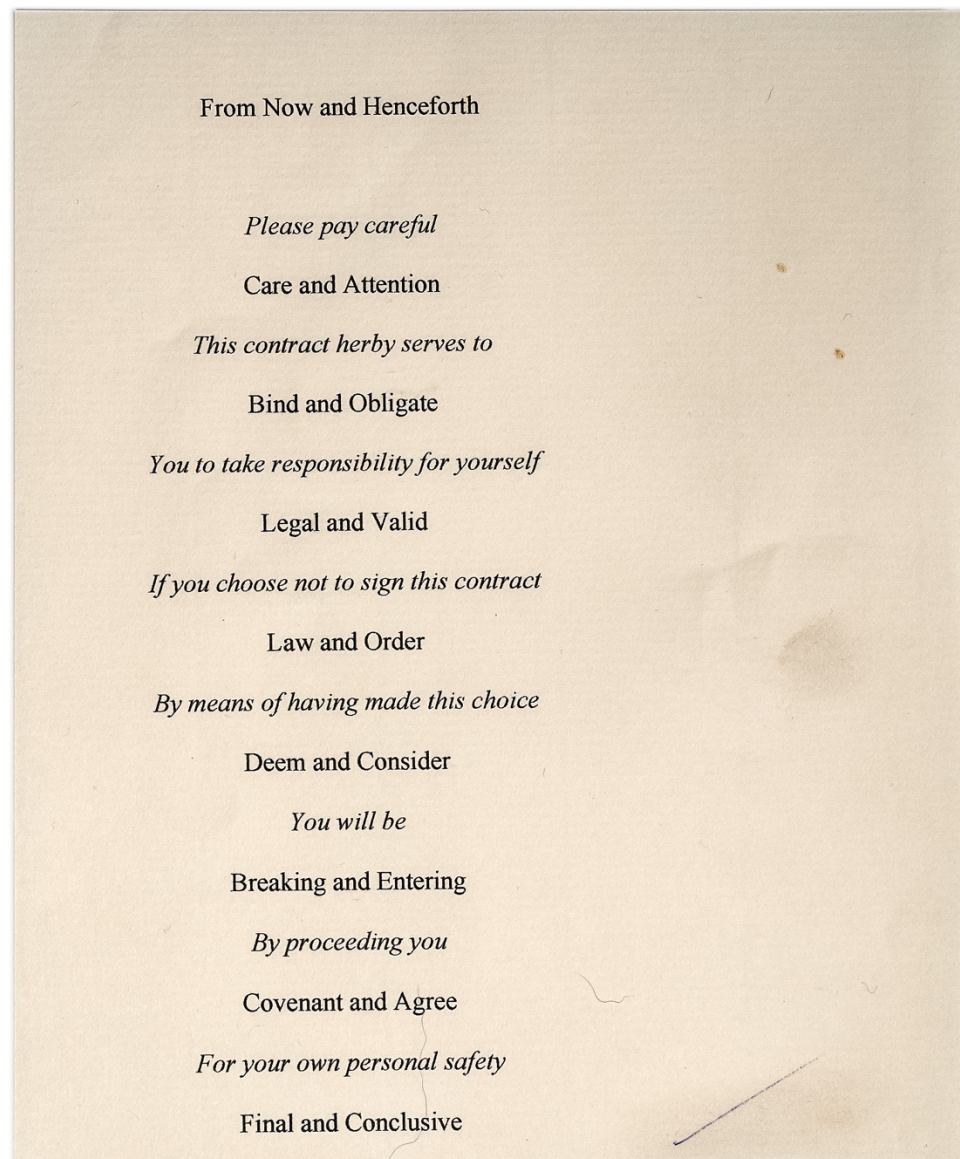 From Now and Henceforth
Please pay careful
Care and Attention
This contract herby serves to
Bind and Obligate
You to take responsibility for yourself
Legal and Valid
If you choose not to sign this contract
Law and Order
By means of having made this choice
Deem and Consider
You will be
Breaking and Entering
By proceeding you
Covenant and Agree
For your own personal safety
Final and Conclusive